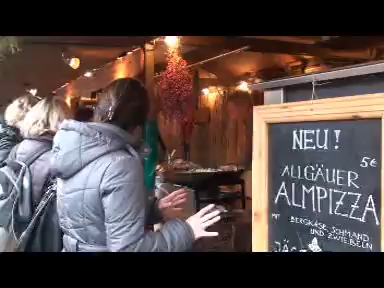 NEU!
5€
ALLGÄUER
ALMPIZZA
MIT BERGKÄSE, SCHMAND
UND ZWIEBELN